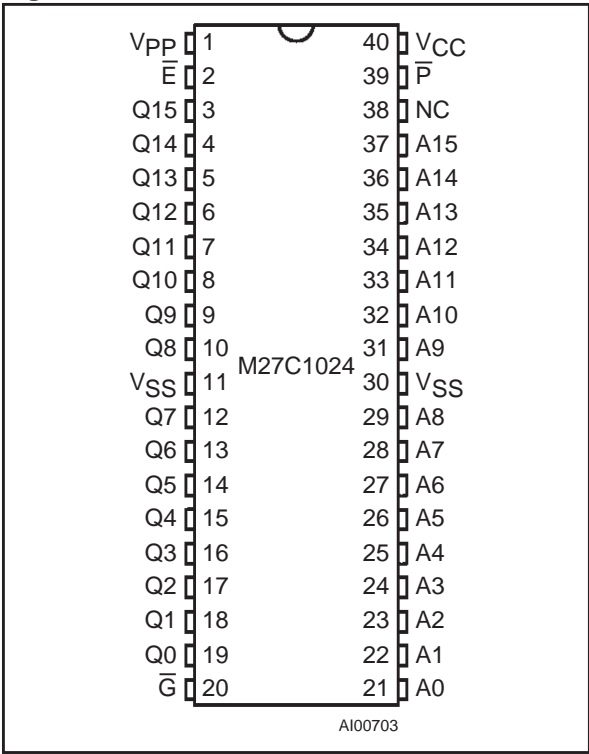 VPP 1 40 VCC
E̅ 2 39 P̅
Q15 3 38 NC
Q14 4 37 A15
Q13 5 36 A14
Q12 6 35 A13
Q11 7 34 A12
Q10 8 33 A11
Q9 9 32 A10
Q8 10 31 A9
M27C1024
VSS 11 30 VSS
Q7 12 29 A8
Q6 13 28 A7
Q5 14 27 A6
Q4 15 26 A5
Q3 16 25 A4
Q2 17 24 A3
Q1 18 23 A2
Q0 19 22 A1
G̅ 20 21 A0
AI00703